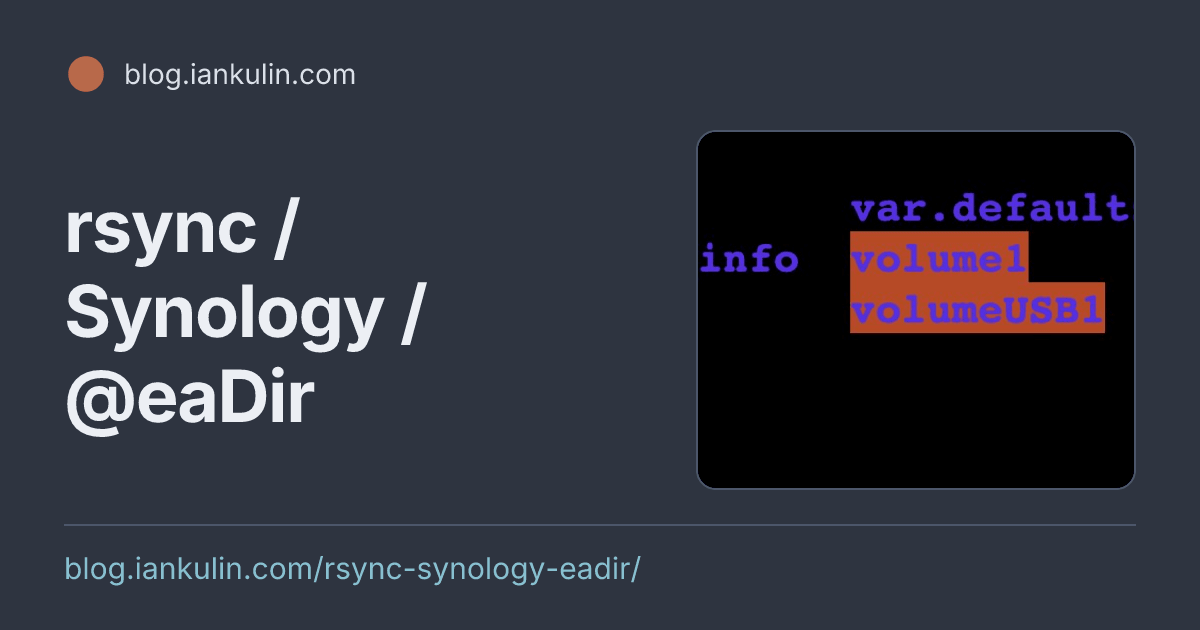 blog.iankulin.com
rsync /
Synology /
@eaDir
var.default
info volume1
volumeUSB1
blog.iankulin.com/rsync-synology-eadir/